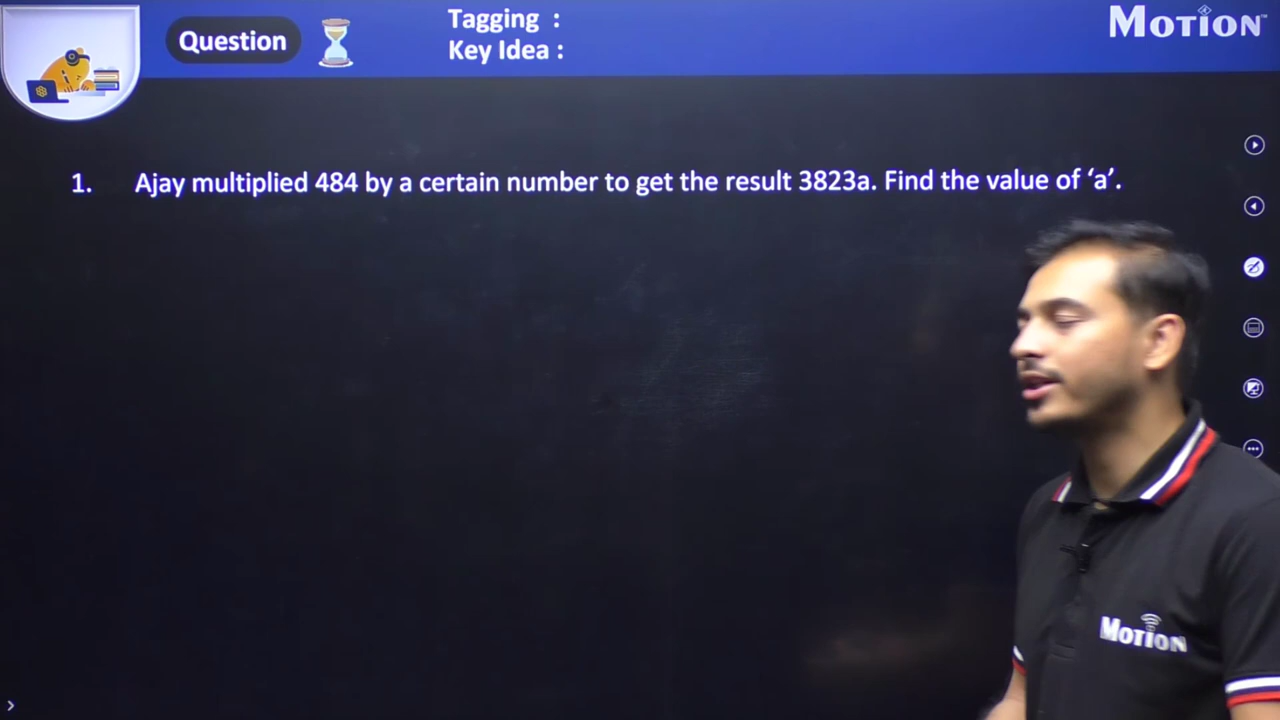 Question
Tagging :
Key Idea :
MOTION™
1. Ajay multiplied 484 by a certain number to get the result 3823a. Find the value of ‘a’.
MOTION